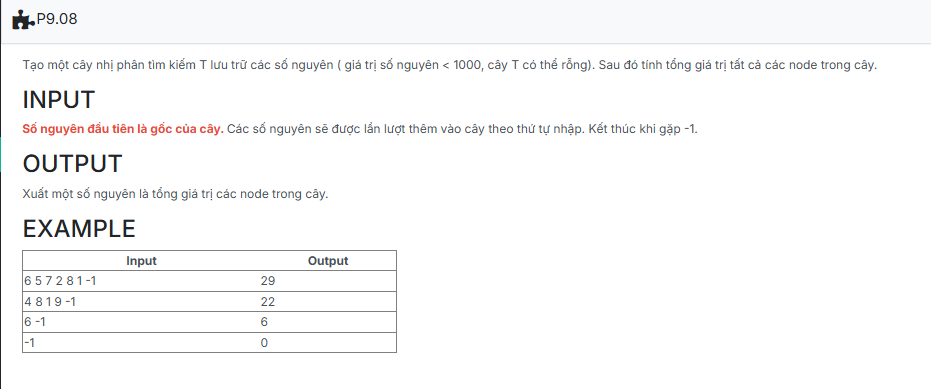 P9.08
Tạo một cây nhị phân tìm kiếm T lưu trữ các số nguyên ( giá trị số nguyên < 1000, cây T có thể rỗng). Sau đó tính tổng giá trị tất cả các node trong cây.
INPUT
Số nguyên đầu tiên là gốc của cây. Các số nguyên sẽ được lần lượt thêm vào cây theo thứ tự nhập. Kết thúc khi gặp -1.
OUTPUT
Xuất một số nguyên là tổng giá trị các node trong cây.
EXAMPLE
Input Output
6 5 7 2 8 1 -1 29
4 8 1 9 -1 22
6 -1 6
-1 0